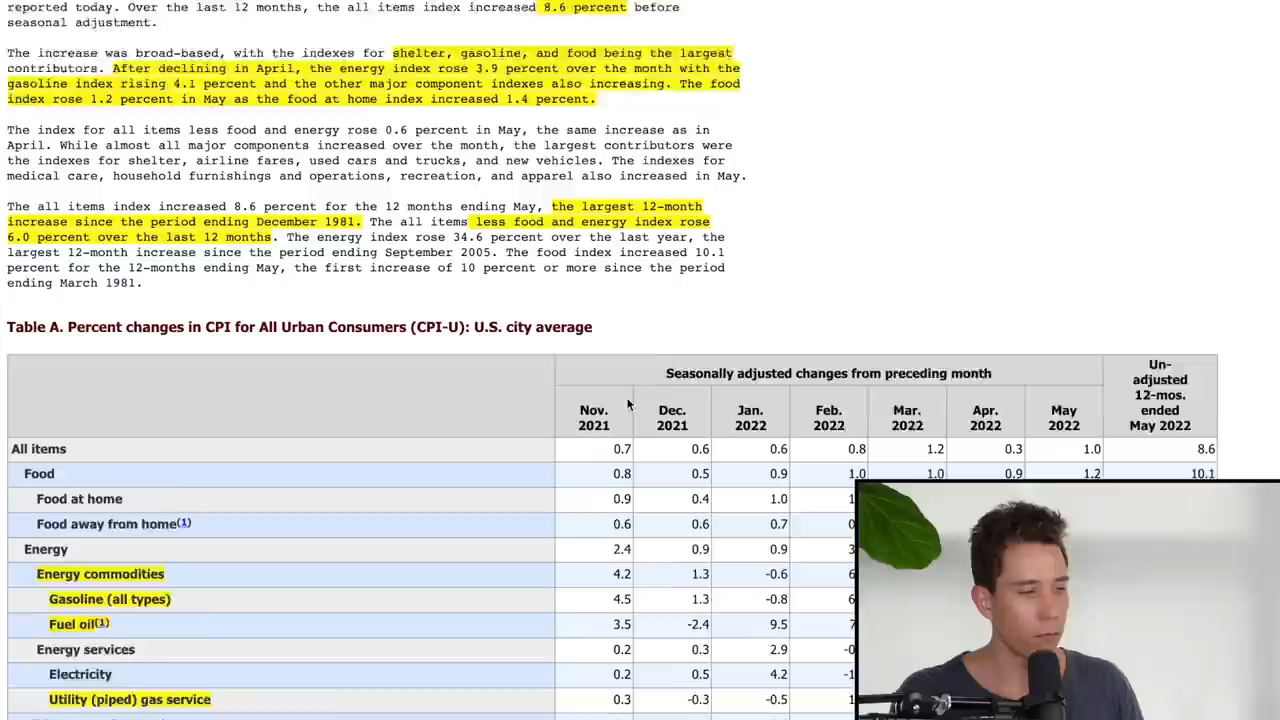 reported today. Over the last 12 months, the all items index increased 8.6 percent before
seasonal adjustment.
The increase was broad-based, with the indexes for shelter, gasoline, and food being the largest
contributors. After declining in April, the energy index rose 3.9 percent over the month with the
gasoline index rising 4.1 percent and the other major component indexes also increasing. The food
index rose 1.2 percent in May as the food at home index increased 1.4 percent.
The index for all items less food and energy rose 0.6 percent in May, the same increase as in
April. While almost all major components increased over the month, the largest contributors were
the indexes for shelter, airline fares, used cars and trucks, and new vehicles. The indexes for
medical care, household furnishings and operations, recreation, and apparel also increased in May.
The all items index increased 8.6 percent for the 12 months ending May, the largest 12-month
increase since the period ending December 1981. The all items less food and energy index rose
6.0 percent over the last 12 months. The energy index rose 34.6 percent over the last year, the
largest 12-month increase since the period ending September 2005. The food index increased 10.1
percent for the 12-months ending May, the first increase of 10 percent or more since the period
ending March 1981.
Table A. Percent changes in CPI for All Urban Consumers (CPI-U): U.S. city average
Seasonally adjusted changes from preceding month
Un-
adjusted
12-mos.
ended
May 2022
Nov. 2021 Dec. 2021 Jan. 2022 Feb. 2022 Mar. 2022 Apr. 2022 May 2022
All items 0.7 0.6 0.6 0.8 1.2 0.3 1.0 8.6
Food 0.8 0.5 0.9 1.0 1.0 0.9 1.2 10.1
Food at home 0.9 0.4 1.0 1
Food away from home(1) 0.6 0.6 0.7 0
Energy 2.4 0.9 0.9 3
Energy commodities 4.2 1.3 -0.6 6
Gasoline (all types) 4.5 1.3 -0.8 6
Fuel oil(1) 3.5 -2.4 9.5 7
Energy services 0.2 0.3 2.9 -0
Electricity 0.2 0.5 4.2 -1
Utility (piped) gas service 0.3 -0.3 -0.5 1